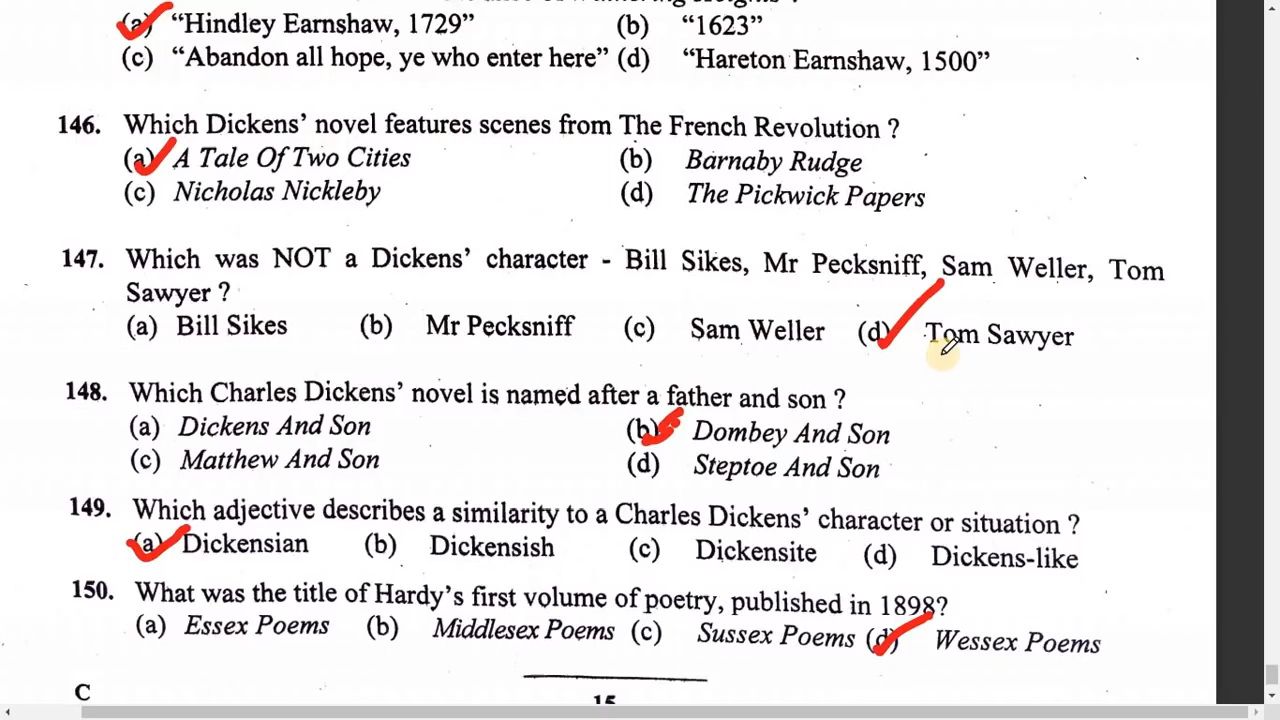 (a) "Hindley Earnshaw, 1729" (b) "1623"
(c) "Abandon all hope, ye who enter here" (d) "Hareton Earnshaw, 1500"
146. Which Dickens' novel features scenes from The French Revolution ?
(a) A Tale Of Two Cities (b) Barnaby Rudge
(c) Nicholas Nickleby (d) The Pickwick Papers
147. Which was NOT a Dickens' character - Bill Sikes, Mr Pecksniff, Sam Weller, Tom
Sawyer ?
(a) Bill Sikes (b) Mr Pecksniff (c) Sam Weller (d) Tom Sawyer
148. Which Charles Dickens' novel is named after a father and son ?
(a) Dickens And Son (b) Dombey And Son
(c) Matthew And Son (d) Steptoe And Son
149. Which adjective describes a similarity to a Charles Dickens' character or situation ?
(a) Dickensian (b) Dickensish (c) Dickensite (d) Dickens-like
150. What was the title of Hardy's first volume of poetry, published in 1898?
(a) Essex Poems (b) Middlesex Poems (c) Sussex Poems (d) Wessex Poems
C
15